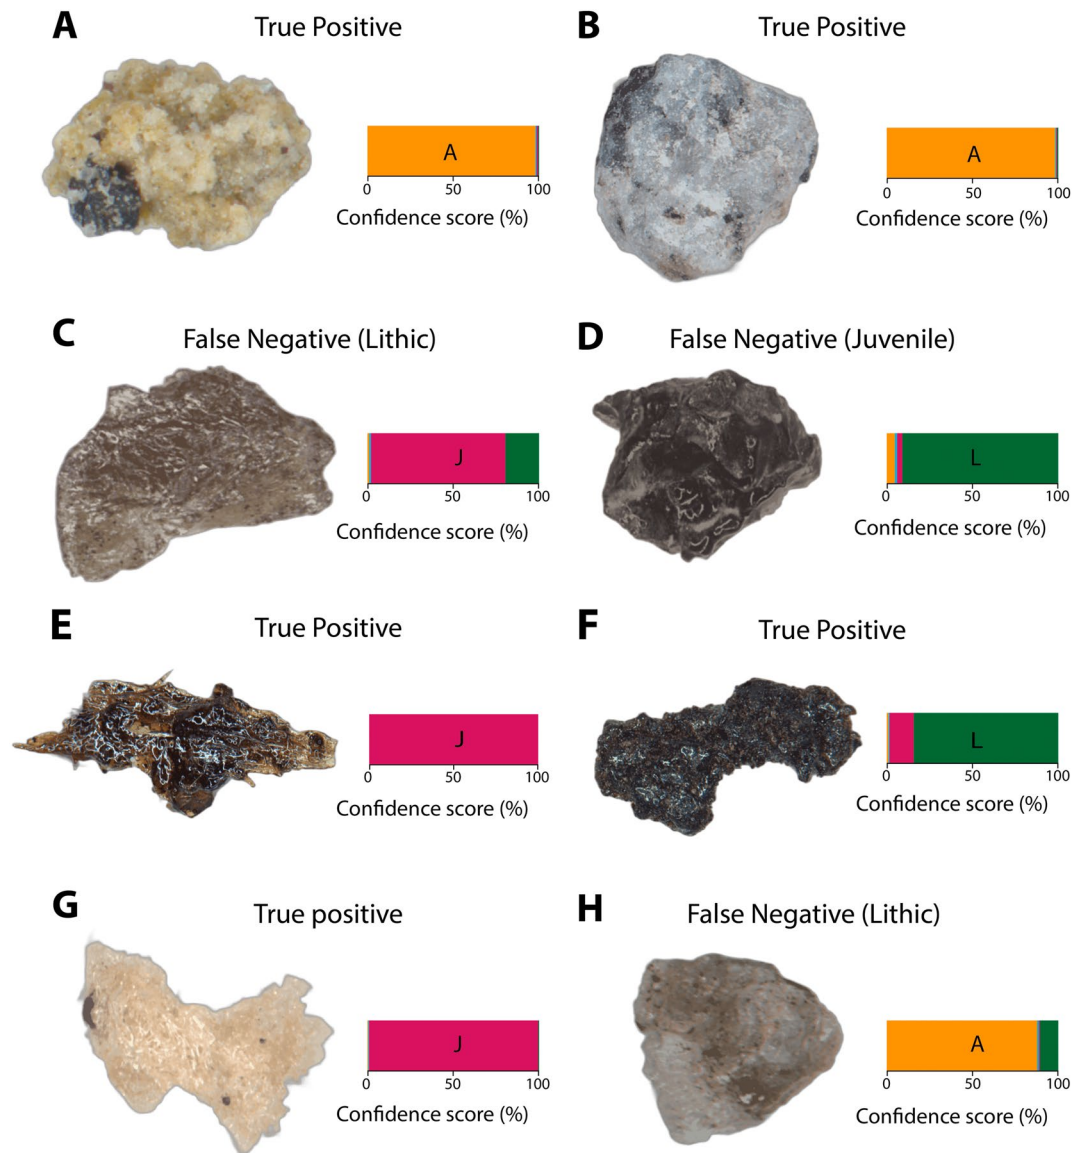 A
True Positive
A
0 50 100
Confidence score (%)
B
True Positive
A
0 50 100
Confidence score (%)
C
False Negative (Lithic)
J
0 50 100
Confidence score (%)
D
False Negative (Juvenile)
L
0 50 100
Confidence score (%)
E
True Positive
J
0 50 100
Confidence score (%)
F
True Positive
L
0 50 100
Confidence score (%)
G
True positive
J
0 50 100
Confidence score (%)
H
False Negative (Lithic)
A
0 50 100
Confidence score (%)